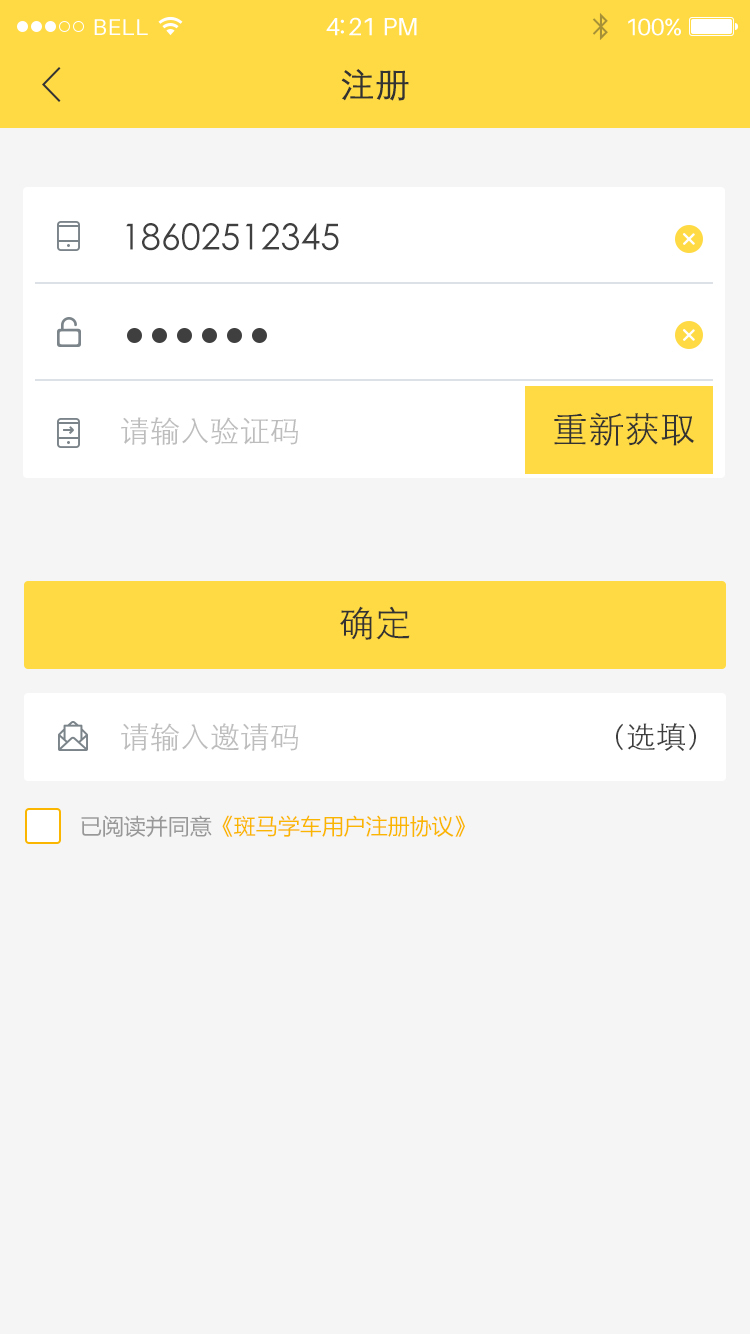 BELL 4:21 PM 100%
注册
18602512345
●●●●●●
请输入验证码 重新获取
确定
请输入邀请码 (选填)
已阅读并同意《斑马学车用户注册协议》